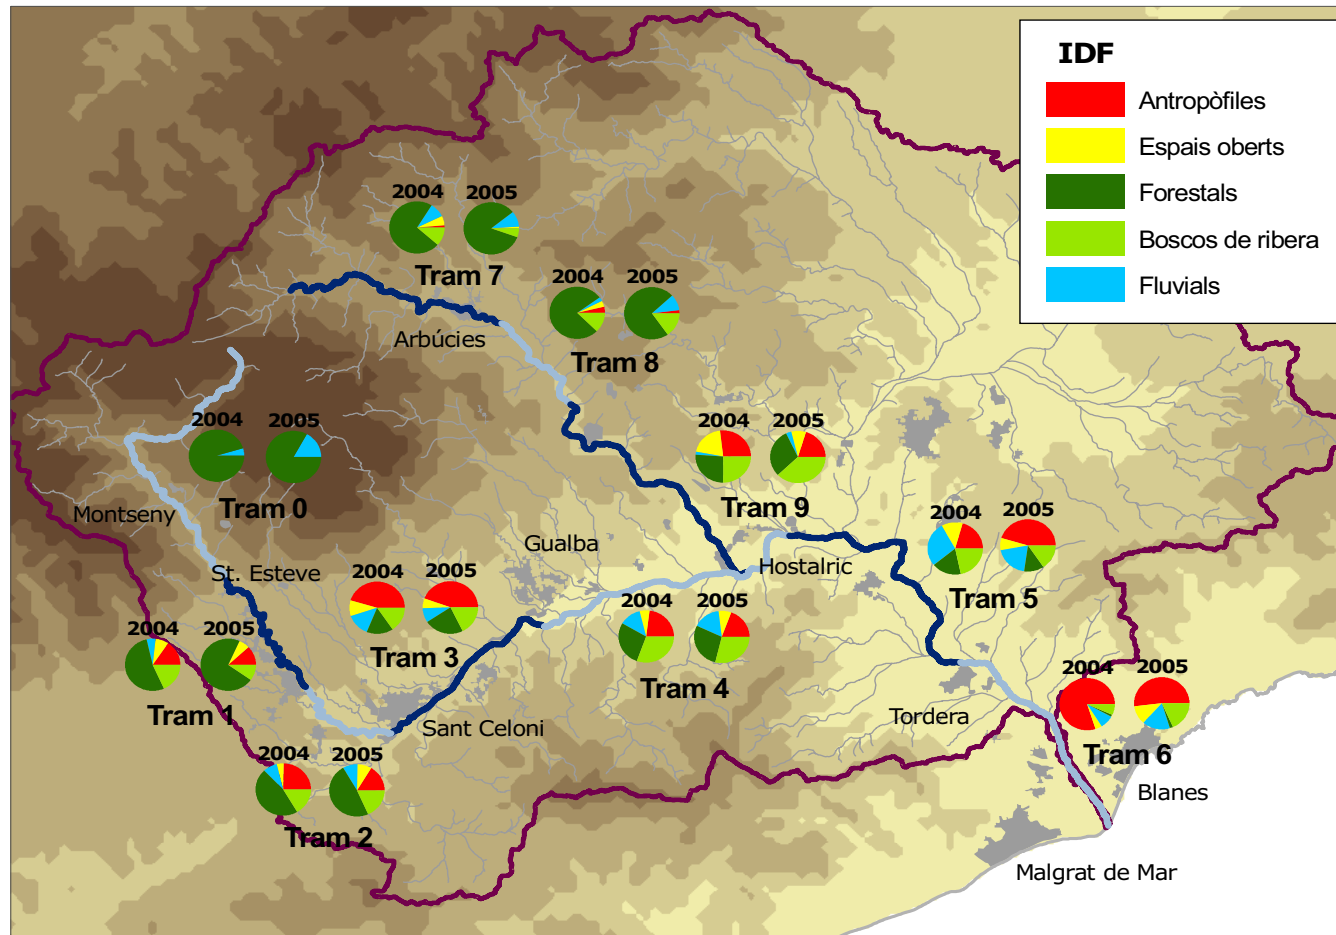 IDF
Antropòfiles
Espais oberts
Forestals
Boscos de ribera
Fluvials
2004 2005
Tram 7
2004 2005
Tram 8
Arbúcies
2004 2005
Tram 0
2004 2005
Tram 9
Montseny
Gualba
Hostalric
St. Esteve
2004 2005
Tram 5
2004 2005
Tram 3
2004 2005
Tram 4
2004 2005
Tram 1
Sant Celoni
Tordera
2004 2005
Tram 6
2004 2005
Tram 2
Blanes
Malgrat de Mar